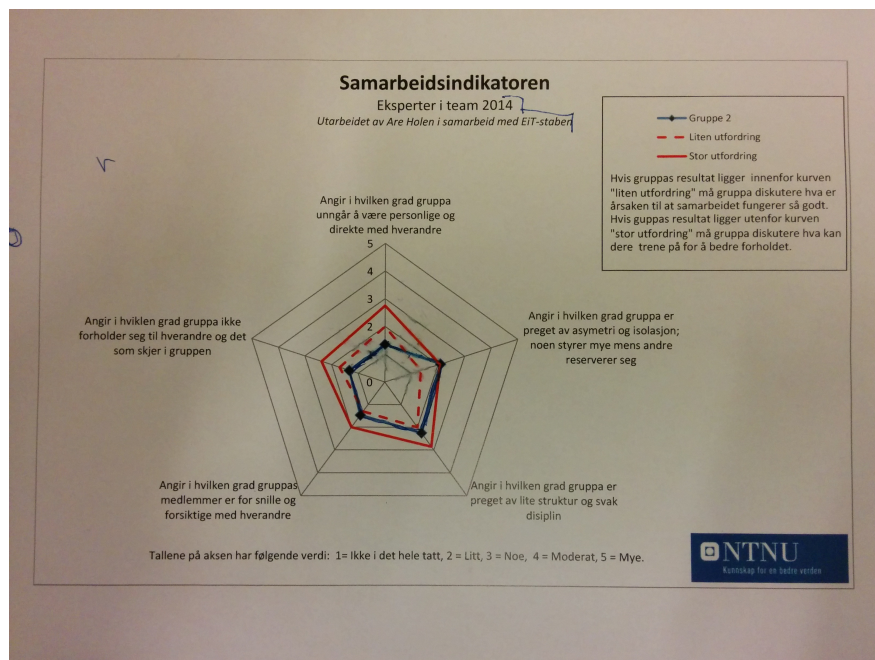 Samarbeidsindikatoren
Eksperter i team 2014
Utarbeidet av Are Holen i samarbeid med EiT-staben
Gruppe 2
Liten utfordring
Stor utfordring
Hvis gruppas resultat ligger innenfor kurven
"liten utfordring" må gruppa diskutere hva er
årsaken til at samarbeidet fungerer så godt.
Hvis guppas resultat ligger utenfor kurven
"stor utfordring" må gruppa diskutere hva kan
dere trene på for å bedre forholdet.
Angir i hvilken grad gruppa
unngår å være personlige og
direkte med hverandre
5
4
3
2
0
Angir i hvilken grad gruppa er
preget av asymetri og isolasjon;
noen styrer mye mens andre
reserverer seg
Angir i hviklen grad gruppa ikke
forholder seg til hverandre og det
som skjer i gruppen
Angir i hvilken grad gruppas
medlemmer er for snille og
forsiktige med hverandre
Angir i hvilken grad gruppa er
preget av lite struktur og svak
disiplin
Tallene på aksen har følgende verdi: 1= Ikke i det hele tatt, 2 = Litt, 3 = Noe, 4 = Moderat, 5 = Mye.
NTNU
Kunnskap for en bedre verden